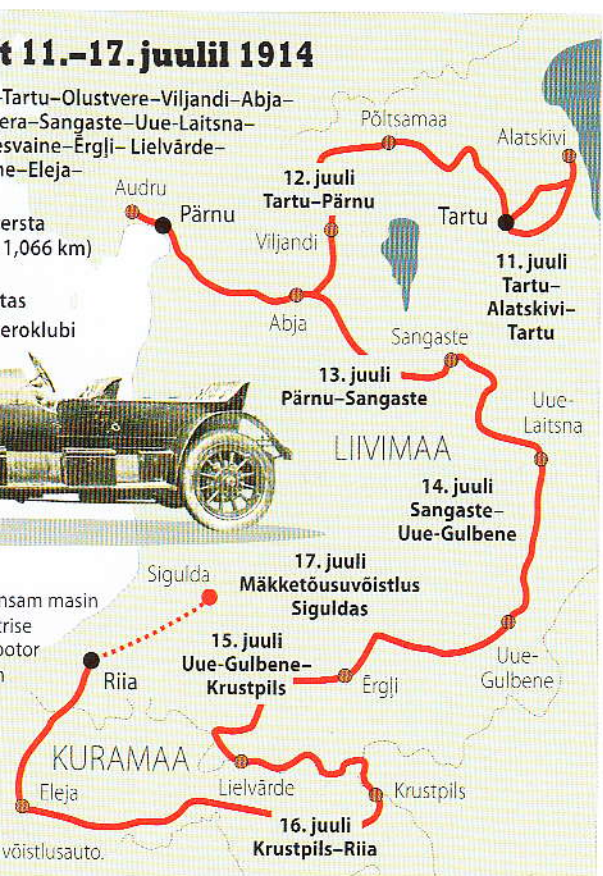 t 11.–17. juulil 1914
-Tartu–Olustvere–Viljandi–Abja–
era–Sangaste–Uue-Laitsna–
esvaine–Ērgļi– Lielvārde–
ne–Eleja–
ersta
1,066 km)
tas
eroklubi
Põltsamaa
Alatskivi
Audru
Pärnu
12. juuli
Tartu–Pärnu
Viljandi
Tartu
11. juuli
Tartu–
Alatskivi–
Tartu
Abja
Sangaste
13. juuli
Pärnu–Sangaste
Uue-
Laitsna
LIIVIMAA
14. juuli
Sangaste–
Uue-Gulbene
17. juuli
Mäkketõusuvõistlus
Siguldas
Sigulda
nsam masin
trise
ootor
n
15. juuli
Uue-Gulbene–
Krustpils
Riia
Ērgļi
Uue-
Gulbene
KURAMAA
Eleja
Lielvārde
Krustpils
16. juuli
Krustpils–Riia
võistlusauto.